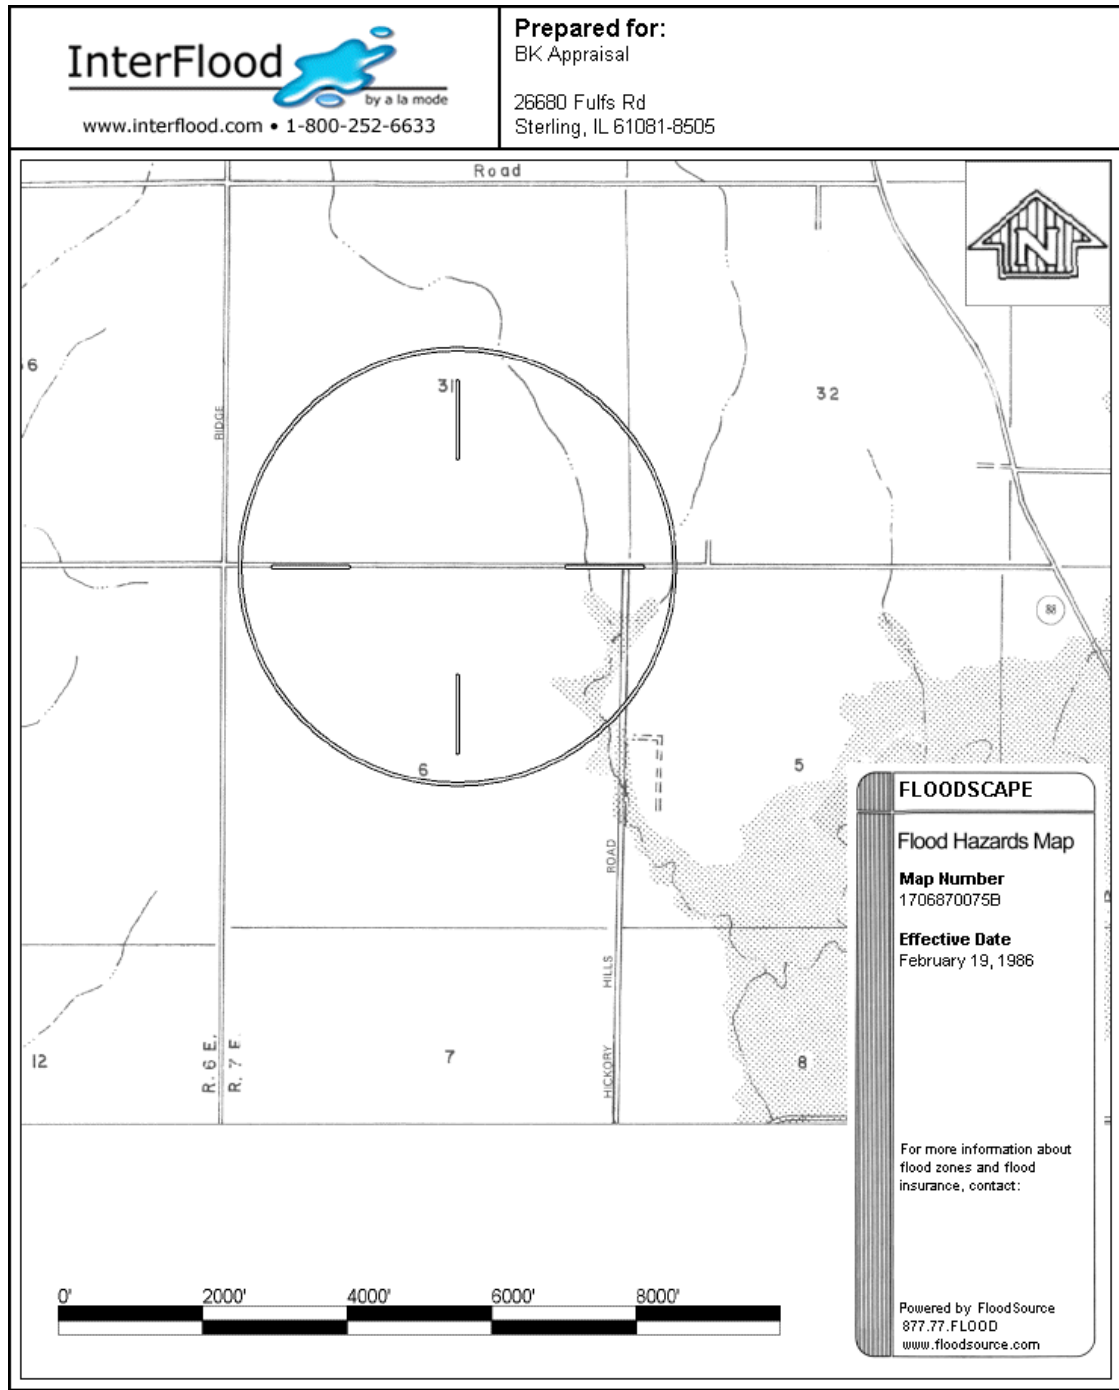 InterFlood
by a la mode
www.interflood.com • 1-800-252-6633
Prepared for:
BK Appraisal
26680 Fulfs Rd
Sterling, IL 61081-8505
Road
N
6
31
32
RIDGE
88
6
5
ROAD
HILLS
HICKORY
R. 6 E.
R. 7 E.
12
7
8
FLOODSCAPE
Flood Hazards Map
Map Number
1706870075B
Effective Date
February 19, 1986
For more information about
flood zones and flood
insurance, contact:
Powered by FloodSource
877.77.FLOOD
www.floodsource.com
0' 2000' 4000' 6000' 8000'